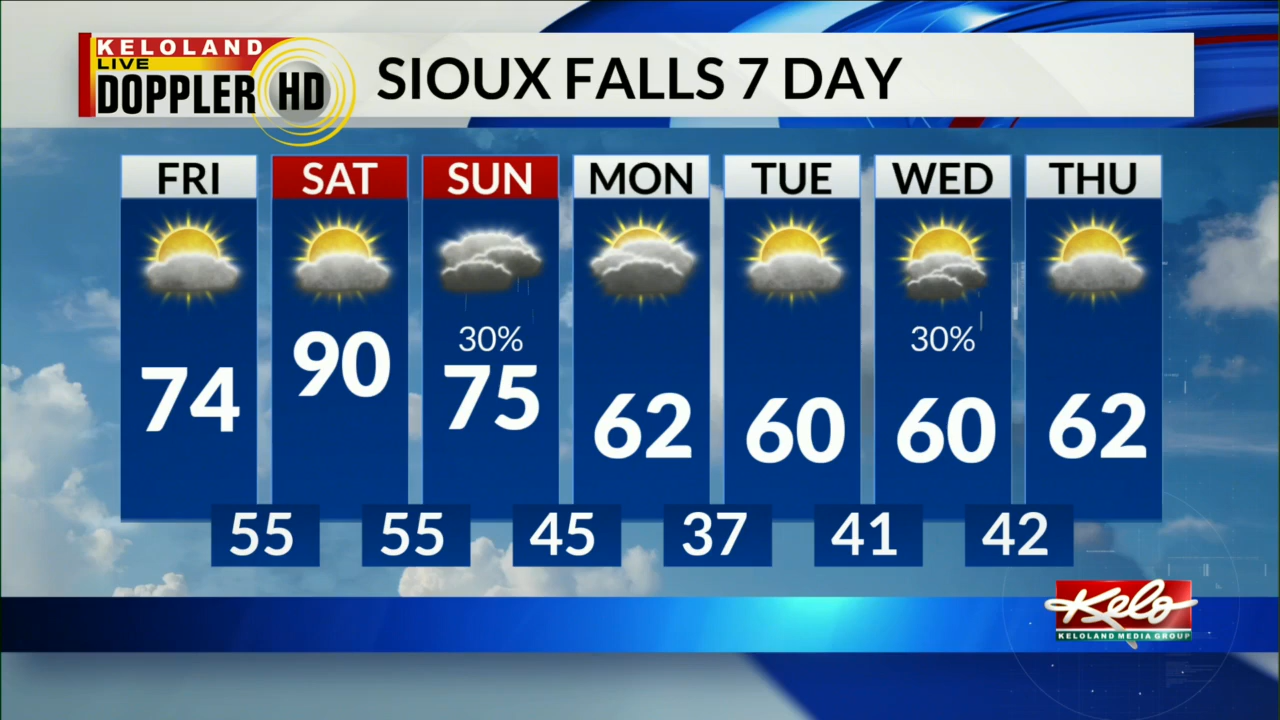 KELOLAND
LIVE
DOPPLER HD
SIOUX FALLS 7 DAY
FRI SAT SUN MON TUE WED THU
30% 30%
74 90 75 62 60 60 62
55 55 45 37 41 42
Kelo
KELOLAND MEDIA GROUP